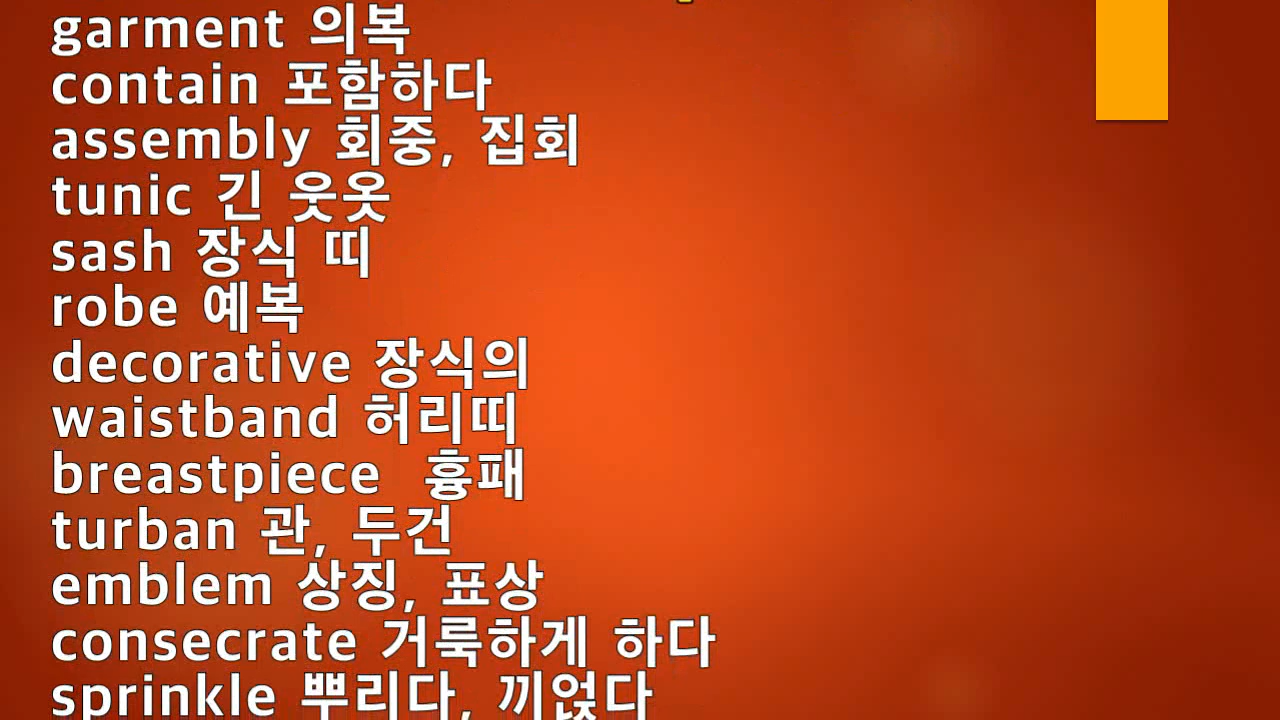 garment 의복
contain 포함하다
assembly 회중, 집회
tunic 긴 웃옷
sash 장식 띠
robe 예복
decorative 장식의
waistband 허리띠
breastpiece 흉패
turban 관, 두건
emblem 상징, 표상
consecrate 거룩하게 하다
sprinkle 뿌리다, 끼얹다